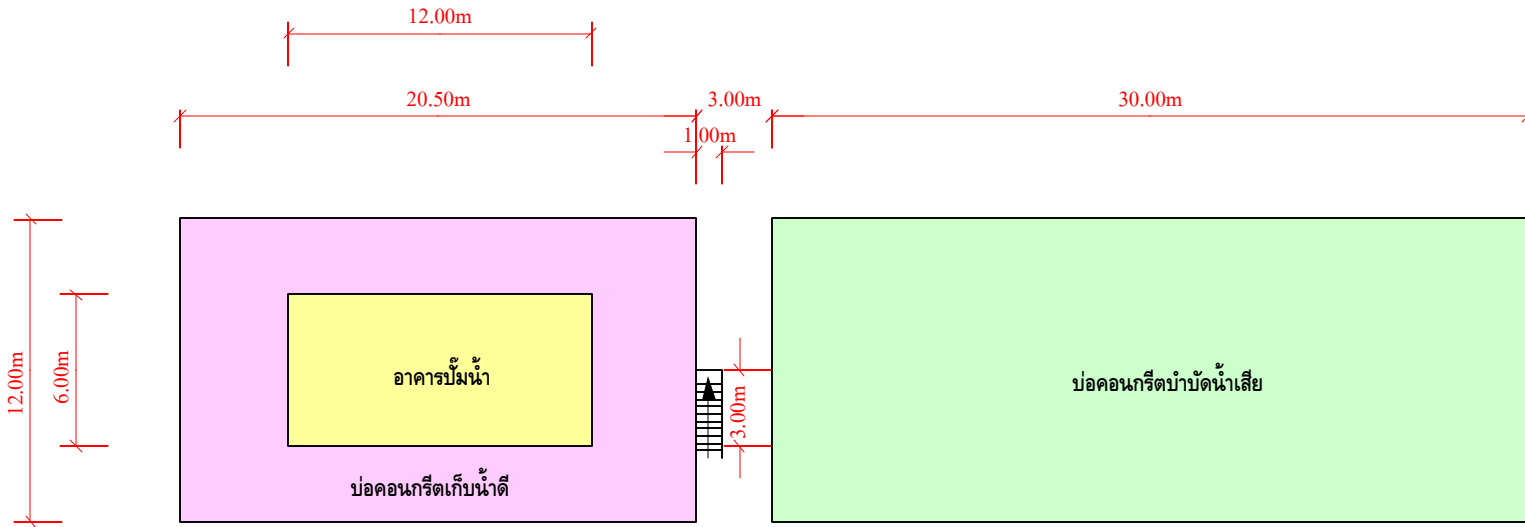 12.00m
20.50m
3.00m
30.00m
1.00m
12.00m
6.00m
อาคารปั๊มน้ำ
3.00m
บ่อคอนกรีตบำบัดน้ำเสีย
บ่อคอนกรีตเก็บน้ำดี